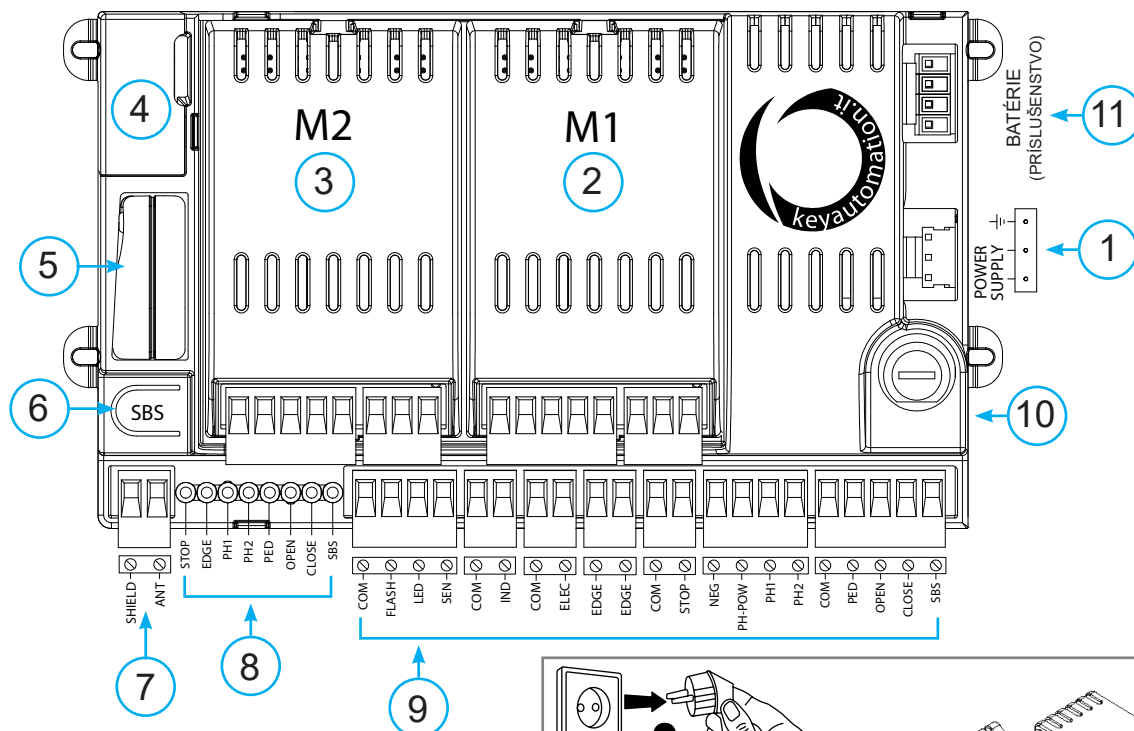 4
M2
3
M1
2
keyautomation.it
BATÉRIE
(PRÍSLUŠENSTVO)
11
5
POWER
SUPPLY
1
6
SBS
10
SHIELD
ANT
STOP
EDGE
PH1
PH2
PED
OPEN
CLOSE
SBS
COM
FLASH
LED
SEN
COM
IND
COM
ELEC
EDGE
EDGE
COM
STOP
NEG
PH-POW
PH1
PH2
COM
PED
OPEN
CLOSE
SBS
7
8
9